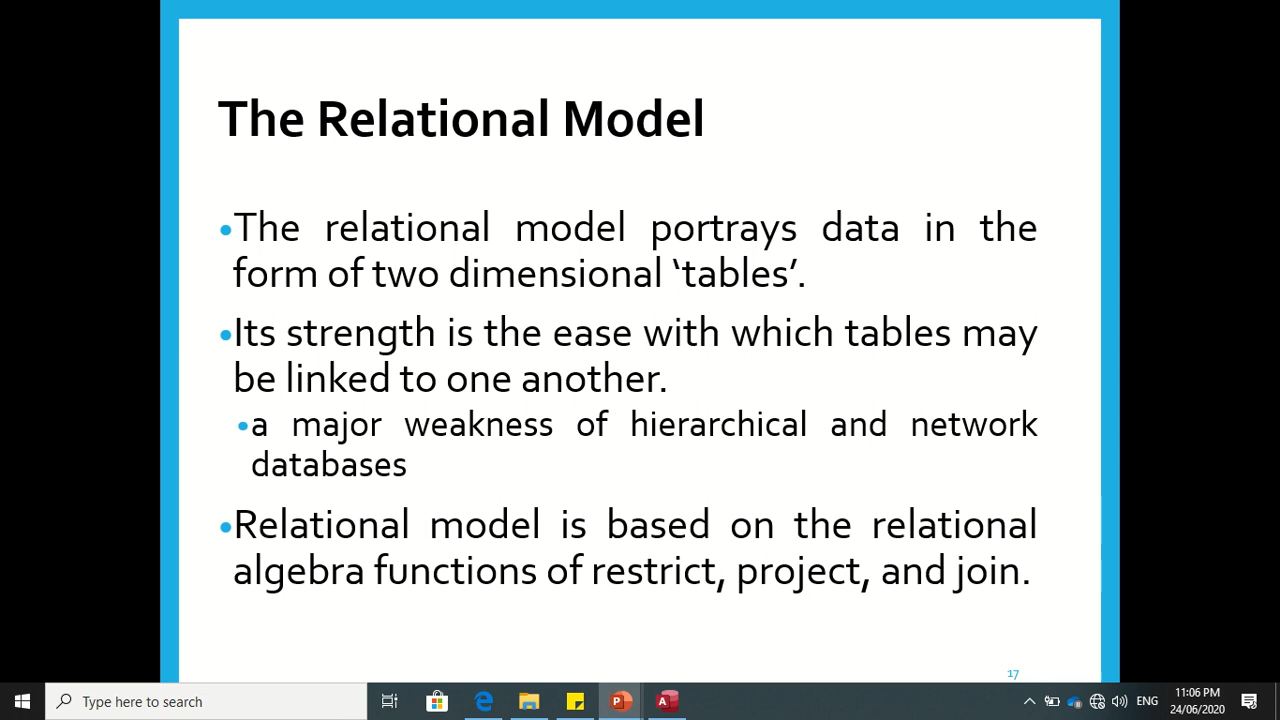 The Relational Model
•The relational model portrays data in the
form of two dimensional ‘tables’.
•Its strength is the ease with which tables may
be linked to one another.
•a major weakness of hierarchical and network
databases
•Relational model is based on the relational
algebra functions of restrict, project, and join.
17
Type here to search
ENG
11:06 PM
24/06/2020